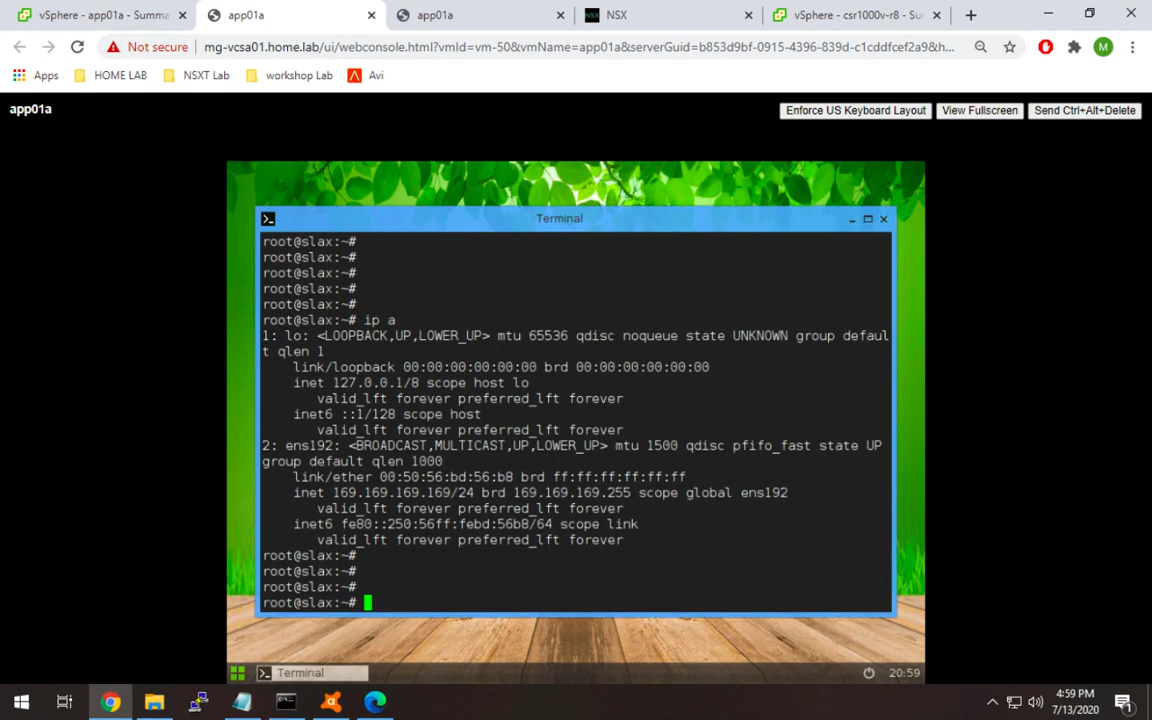 vSphere - app01a - Summa
app01a
app01a
NSX
vSphere - csr1000v-r8 - Su
Not secure
mg-vcsa01.home.lab/ui/webconsole.html?vmId=vm-50&vmName=app01a&serverGuid=b853d9bf-0915-4396-839d-c1cddfcef2a9&h...
M
Apps
HOME LAB
NSXT Lab
workshop Lab
Avi
app01a
Enforce US Keyboard Layout
View Fullscreen
Send Ctrl+Alt+Delete
Terminal
root@slax:~#
root@slax:~#
root@slax:~#
root@slax:~#
root@slax:~#
root@slax:~# ip a
1: lo: <LOOPBACK,UP,LOWER_UP> mtu 65536 qdisc noqueue state UNKNOWN group defaul
t qlen 1
link/loopback 00:00:00:00:00:00 brd 00:00:00:00:00:00
inet 127.0.0.1/8 scope host lo
valid_lft forever preferred_lft forever
inet6 ::1/128 scope host
valid_lft forever preferred_lft forever
2: ens192: <BROADCAST,MULTICAST,UP,LOWER_UP> mtu 1500 qdisc pfifo_fast state UP
group default qlen 1000
link/ether 00:50:56:bd:56:b8 brd ff:ff:ff:ff:ff:ff
inet 169.169.169.169/24 brd 169.169.169.255 scope global ens192
valid_lft forever preferred_lft forever
inet6 fe80::250:56ff:febd:56b8/64 scope link
valid_lft forever preferred_lft forever
root@slax:~#
root@slax:~#
root@slax:~#
root@slax:~#
Terminal
20:59
4:59 PM
7/13/2020
1